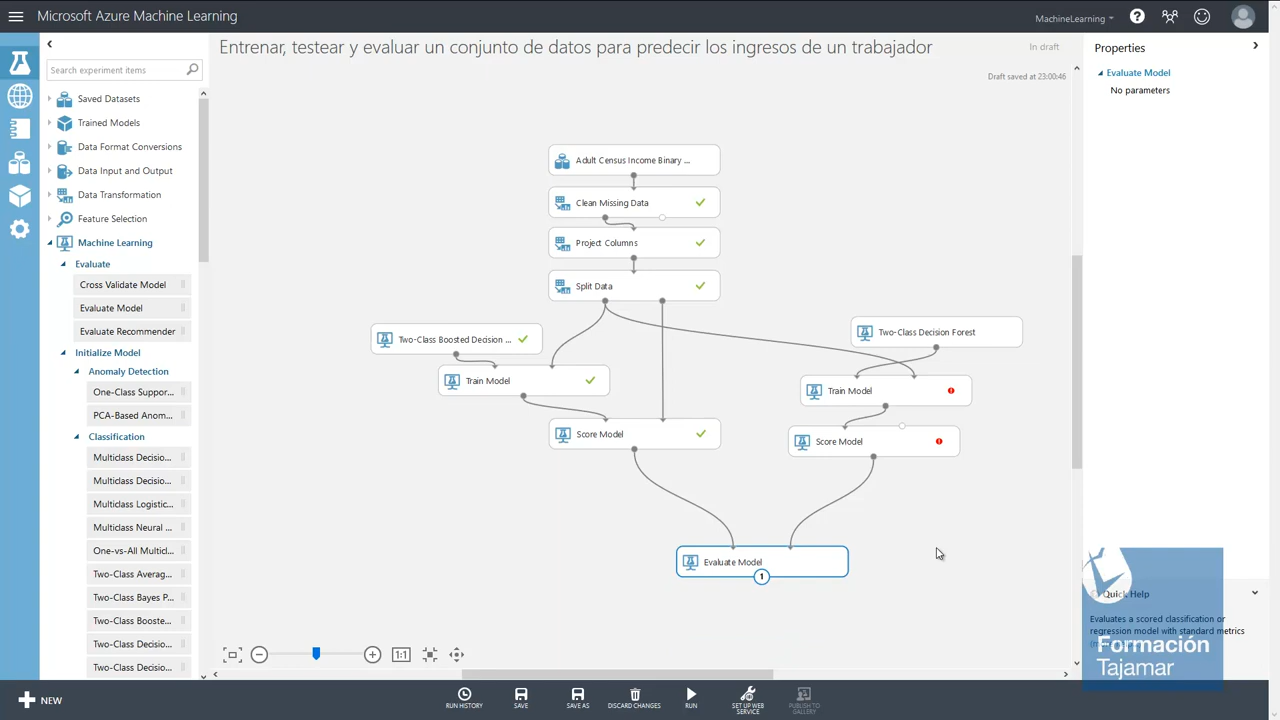 Microsoft Azure Machine Learning
MachineLearning
Search experiment items
Saved Datasets
Trained Models
Data Format Conversions
Data Input and Output
Data Transformation
Feature Selection
Machine Learning
Evaluate
Cross Validate Model
Evaluate Model
Evaluate Recommender
Initialize Model
Anomaly Detection
One-Class Suppor...
PCA-Based Anom...
Classification
Multiclass Decisio...
Multiclass Decisio...
Multiclass Logistic...
Multiclass Neural ...
One-vs-All Multicl...
Two-Class Averag...
Two-Class Bayes P...
Two-Class Booste...
Two-Class Decisio...
Two-Class Decisio...
Entrenar, testear y evaluar un conjunto de datos para predecir los ingresos de un trabajador
In draft
Draft saved at 23:00:46
Adult Census Income Binary ...
Clean Missing Data
Project Columns
Split Data
Two-Class Boosted Decision ...
Two-Class Decision Forest
Train Model
Train Model
Score Model
Score Model
Evaluate Model
1
1:1
Properties
Evaluate Model
No parameters
Quick Help
Evaluates a scored classification or
regression model with standard metrics
Formación
Tajamar
NEW
RUN HISTORY
SAVE
SAVE AS
DISCARD CHANGES
RUN
SET UP WEB
SERVICE
PUBLISH TO
GALLERY